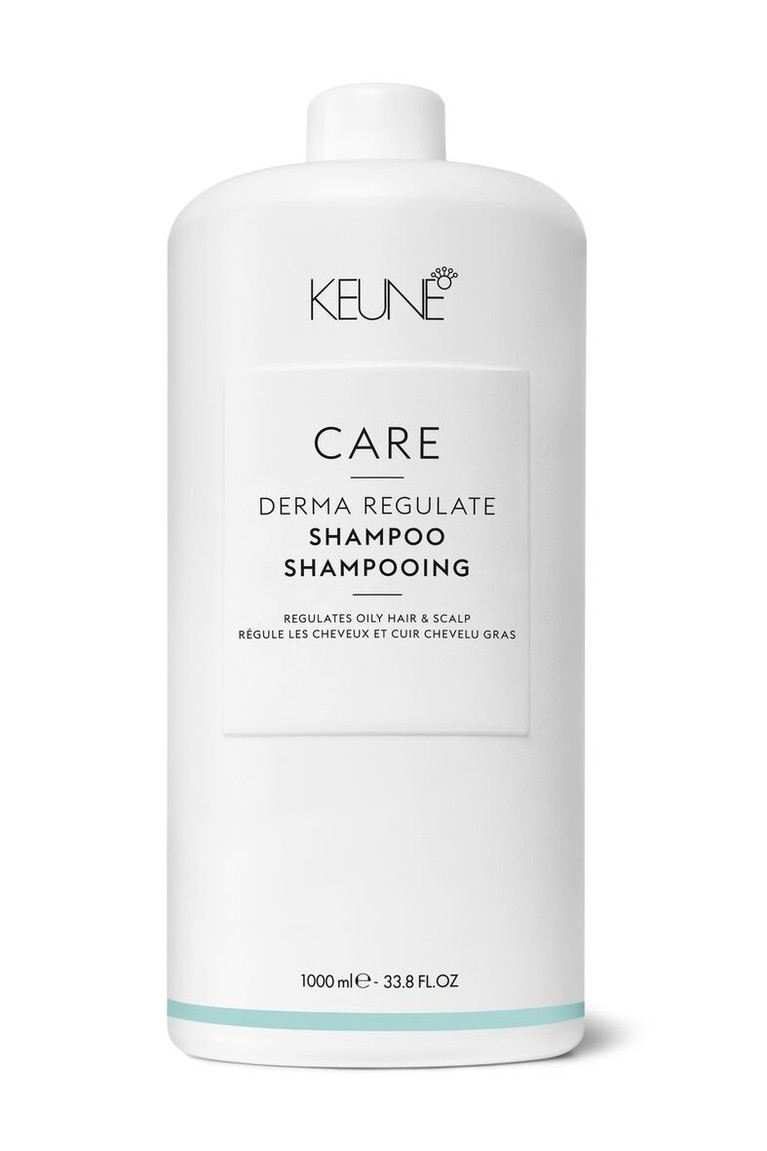 KEUNE
CARE
DERMA REGULATE
SHAMPOO
SHAMPOOING
REGULATES OILY HAIR & SCALP
RÉGULE LES CHEVEUX ET CUIR CHEVELU GRAS
1000 ml℮ - 33.8 FL.OZ